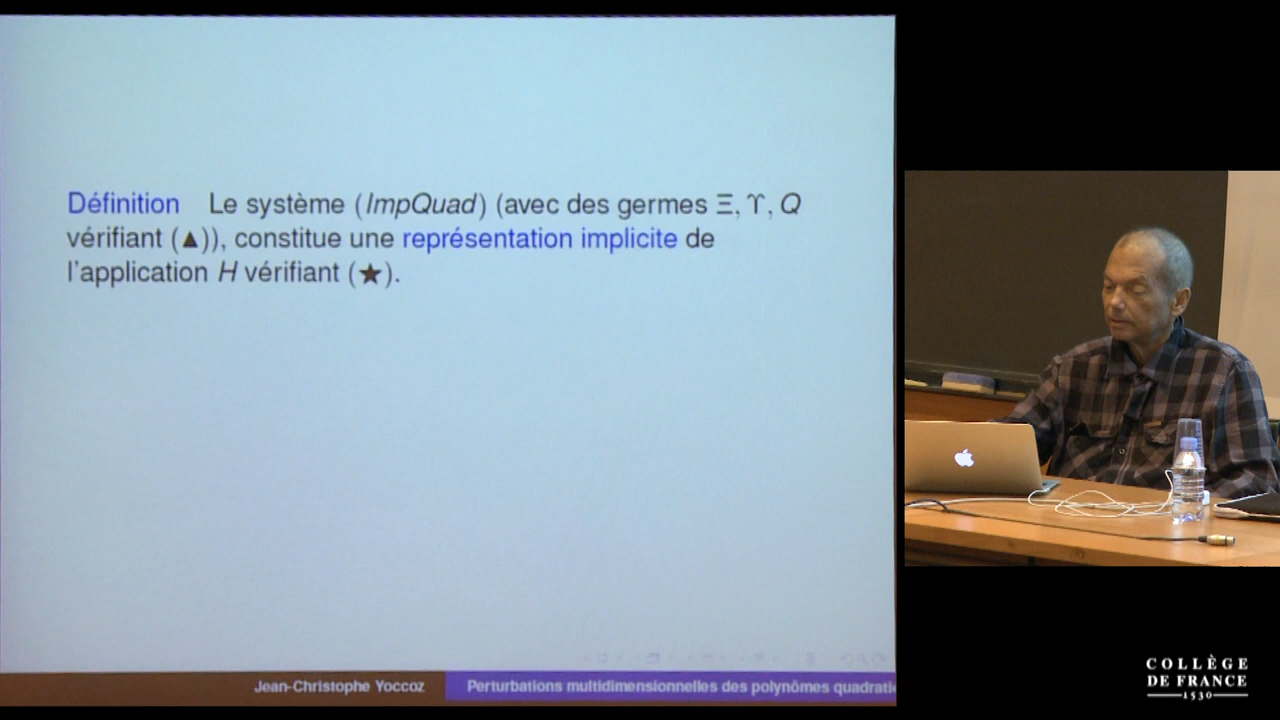 Définition Le système (ImpQuad) (avec des germes Ξ, ϒ, Q
vérifiant (▲)), constitue une représentation implicite de
l'application H vérifiant (★).
Jean-Christophe Yoccoz
Perturbations multidimensionnelles des polynômes quadrati
COLLÈGE
DE FRANCE
1530